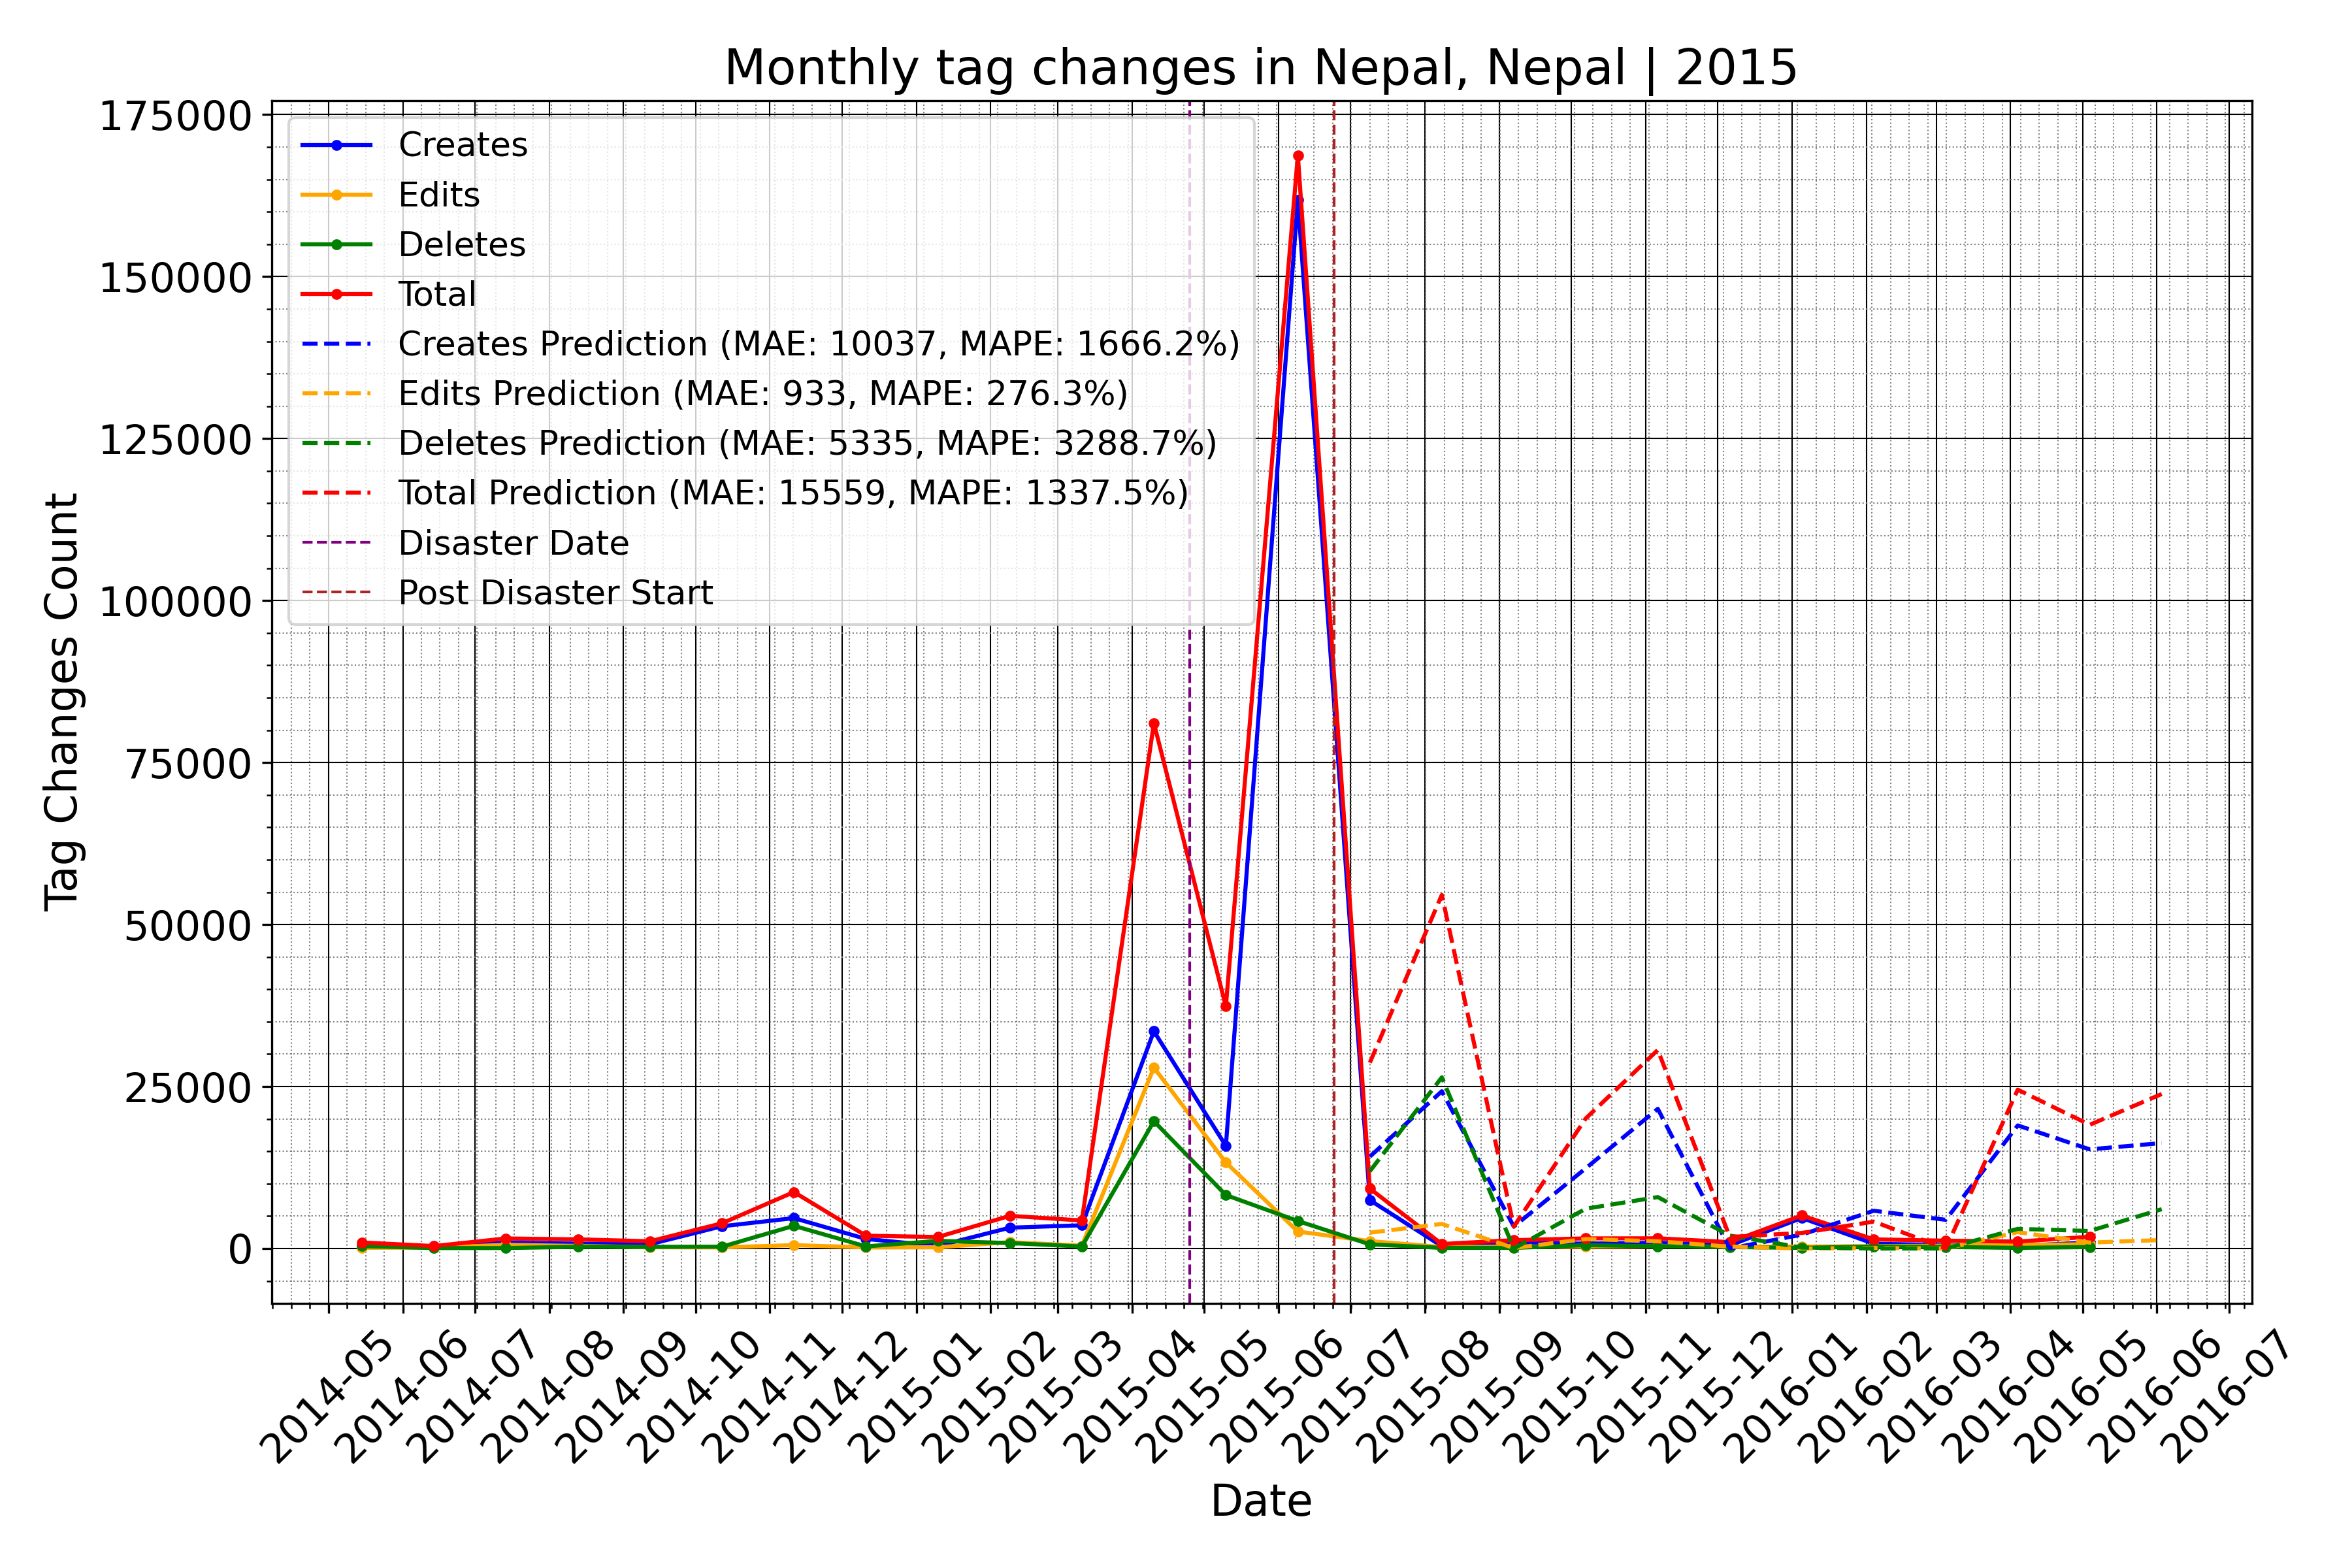 Monthly tag changes in Nepal, Nepal | 2015
175000
150000
125000
100000
75000
50000
25000
0
Tag Changes Count
Creates
Edits
Deletes
Total
Creates Prediction (MAE: 10037, MAPE: 1666.2%)
Edits Prediction (MAE: 933, MAPE: 276.3%)
Deletes Prediction (MAE: 5335, MAPE: 3288.7%)
Total Prediction (MAE: 15559, MAPE: 1337.5%)
Disaster Date
Post Disaster Start
2014-05
2014-06
2014-07
2014-08
2014-09
2014-10
2014-11
2014-12
2015-01
2015-02
2015-03
2015-04
2015-05
2015-06
2015-07
2015-08
2015-09
2015-10
2015-11
2015-12
2016-01
2016-02
2016-03
2016-04
2016-05
2016-06
2016-07
Date